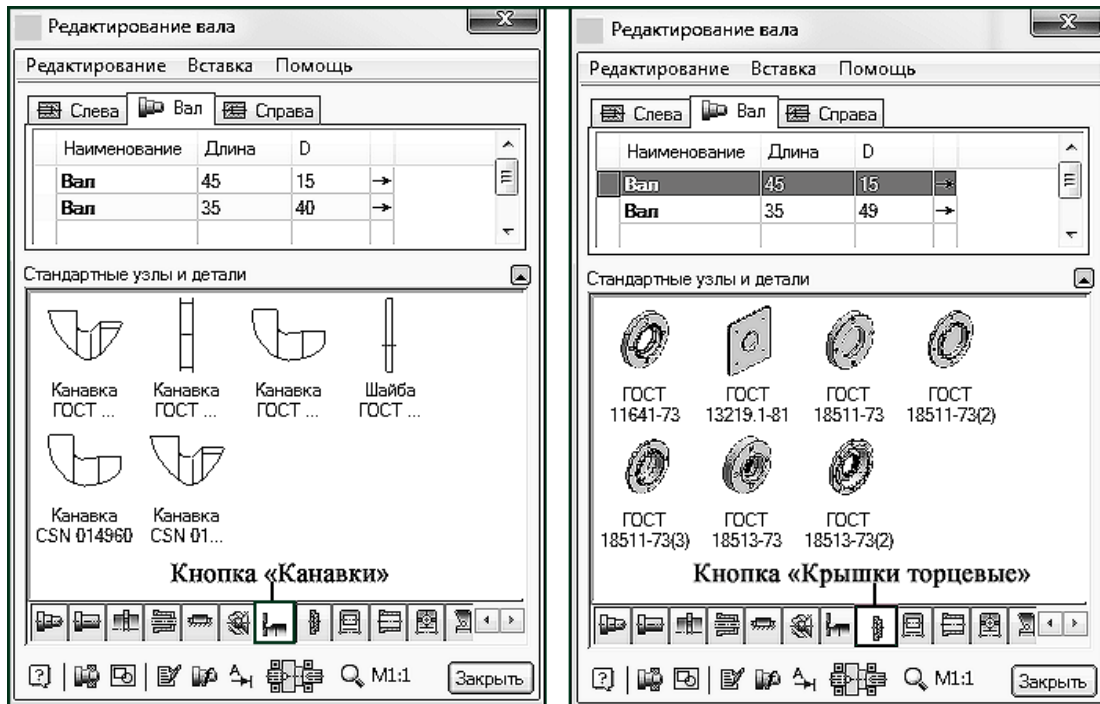 Редактирование вала
Редактирование Вставка Помощь
Слева Вал Справа
Наименование Длина D
Вал 45 15
Вал 35 40
Стандартные узлы и детали
Канавка Канавка Канавка Шайба
ГОСТ ... ГОСТ ... ГОСТ ... ГОСТ ...
Канавка Канавка
CSN 014960 CSN 01...
Кнопка «Канавки»
M1:1 Закрыть
Редактирование вала
Редактирование Вставка Помощь
Слева Вал Справа
Наименование Длина D
Вал 45 15
Вал 35 49
Стандартные узлы и детали
ГОСТ ГОСТ ГОСТ ГОСТ
11641-73 13219.1-81 18511-73 18511-73(2)
ГОСТ ГОСТ ГОСТ
18511-73(3) 18513-73 18513-73(2)
Кнопка «Крышки торцевые»
M1:1 Закрыть